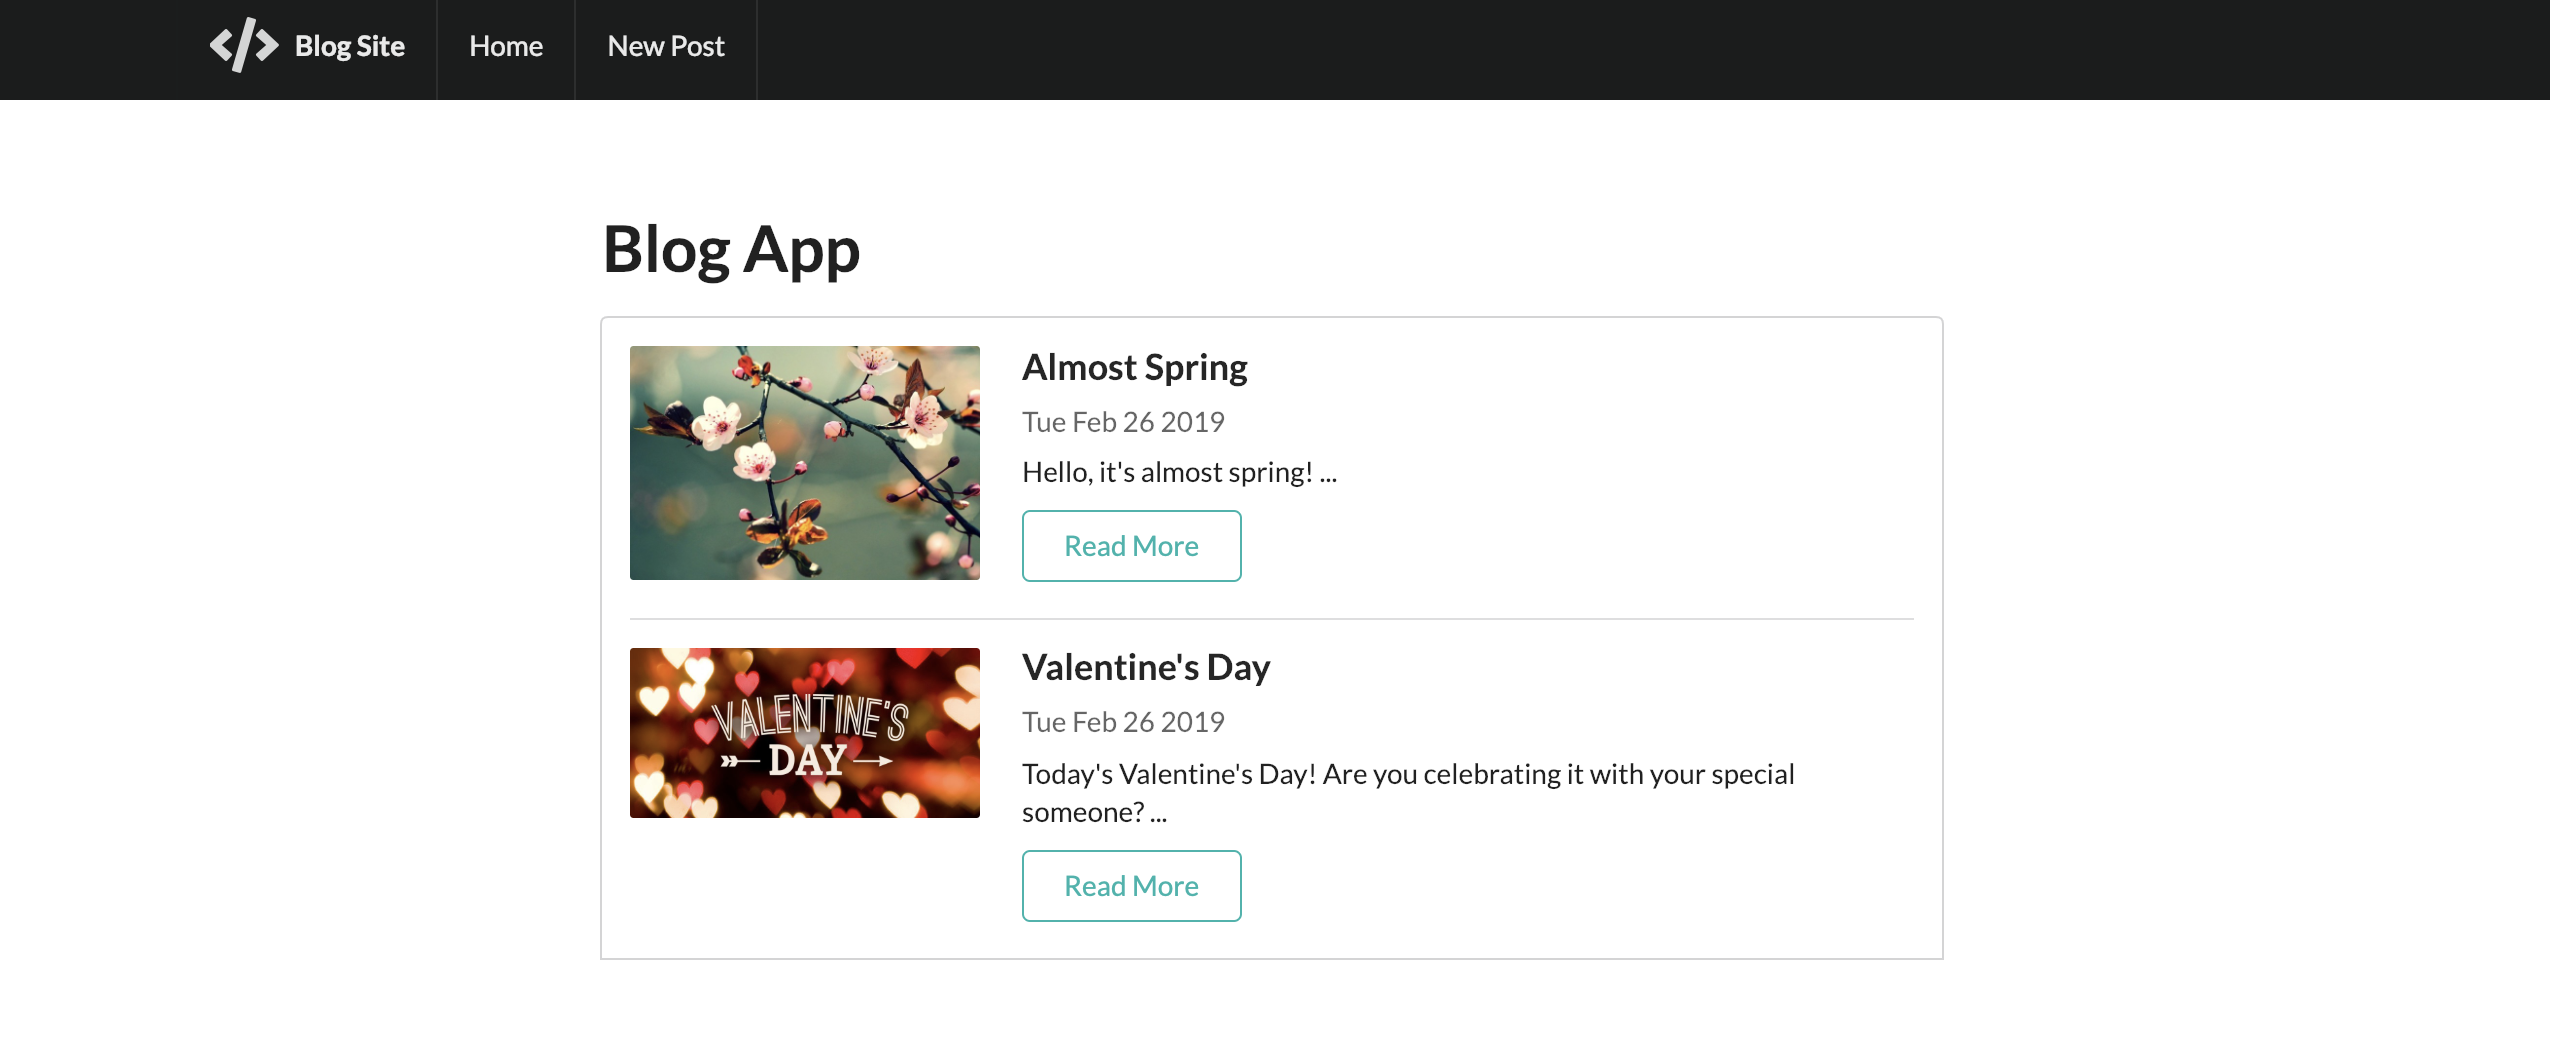 </> Blog Site
Home
New Post
Blog App
Almost Spring
Tue Feb 26 2019
Hello, it's almost spring! ...
Read More
VALENTINE'S
DAY
Valentine's Day
Tue Feb 26 2019
Today's Valentine's Day! Are you celebrating it with your special
someone? ...
Read More